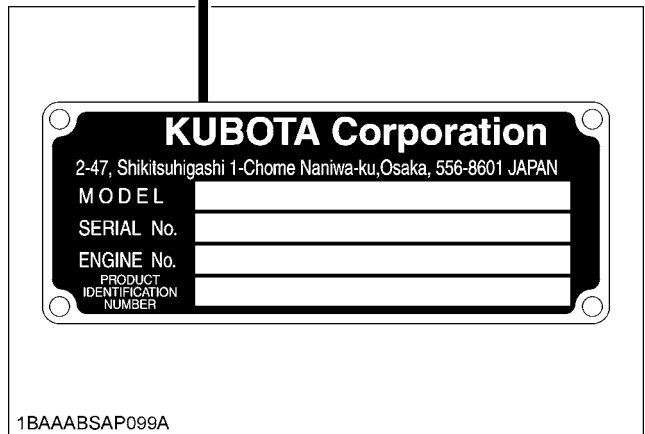 KUBOTA Corporation
2-47, Shikitsuhigashi 1-Chome Naniwa-ku,Osaka, 556-8601 JAPAN
MODEL
SERIAL No.
ENGINE No.
PRODUCT
IDENTIFICATION
NUMBER
1BAAABSAP099A